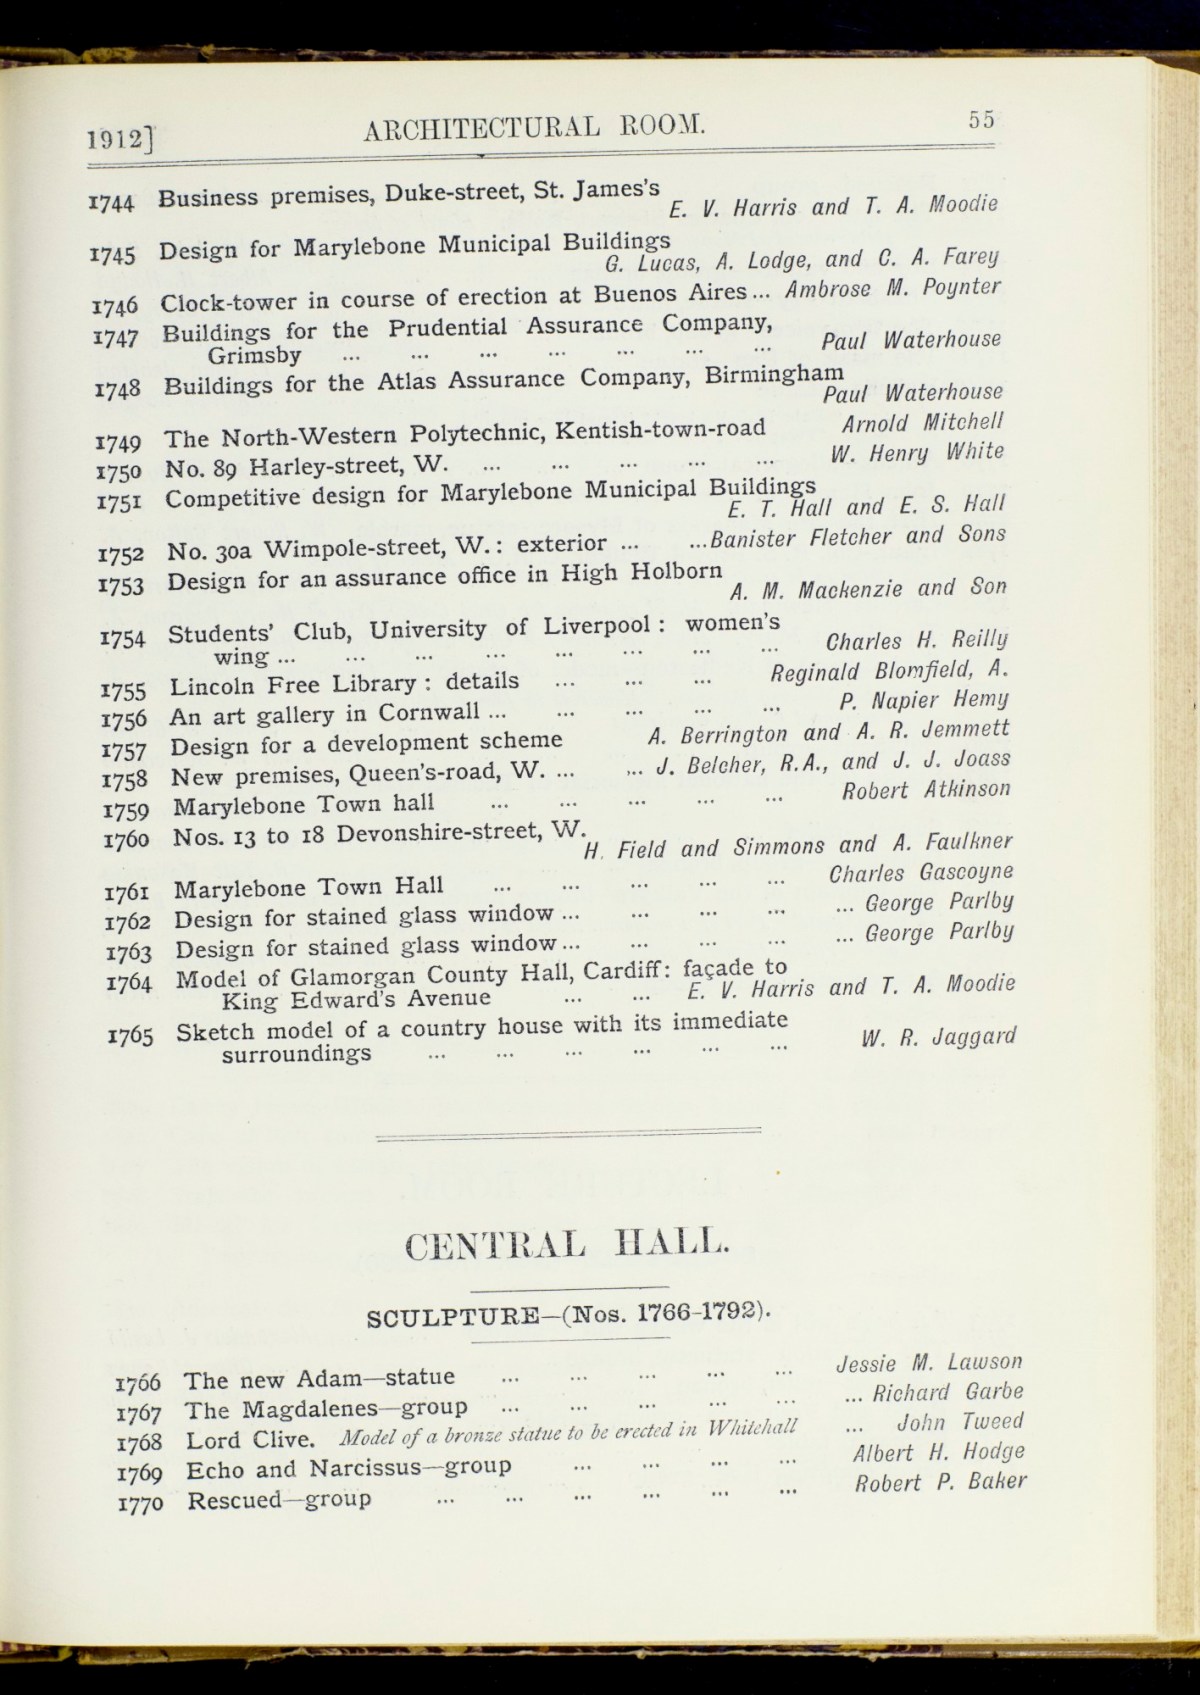 1912] ARCHITECTURAL ROOM. 55
1744 Business premises, Duke-street, St. James's
E. V. Harris and T. A. Moodie
1745 Design for Marylebone Municipal Buildings
G. Lucas, A. Lodge, and C. A. Farey
1746 Clock-tower in course of erection at Buenos Aires ... Ambrose M. Poynter
1747 Buildings for the Prudential Assurance Company,
Grimsby ... ... ... ... ... ... ... Paul Waterhouse
1748 Buildings for the Atlas Assurance Company, Birmingham
Paul Waterhouse
1749 The North-Western Polytechnic, Kentish-town-road Arnold Mitchell
1750 No. 89 Harley-street, W. ... ... ... ... ... W. Henry White
1751 Competitive design for Marylebone Municipal Buildings
E. T. Hall and E. S. Hall
1752 No. 30a Wimpole-street, W. : exterior ... ... Banister Fletcher and Sons
1753 Design for an assurance office in High Holborn
A. M. Mackenzie and Son
1754 Students' Club, University of Liverpool : women's
wing ... ... ... ... ... ... ... ... Charles H. Reilly
1755 Lincoln Free Library : details ... ... ... Reginald Blomfield, A.
1756 An art gallery in Cornwall ... ... ... ... ... P. Napier Hemy
1757 Design for a development scheme A. Berrington and A. R. Jemmett
1758 New premises, Queen's-road, W. ... ... J. Belcher, R.A., and J. J. Joass
1759 Marylebone Town hall ... ... ... ... ... Robert Atkinson
1760 Nos. 13 to 18 Devonshire-street, W.
H. Field and Simmons and A. Faulkner
1761 Marylebone Town Hall ... ... ... ... ... Charles Gascoyne
1762 Design for stained glass window ... ... ... ... ... George Parlby
1763 Design for stained glass window ... ... ... ... ... George Parlby
1764 Model of Glamorgan County Hall, Cardiff : façade to
King Edward's Avenue ... ... E. V. Harris and T. A. Moodie
1765 Sketch model of a country house with its immediate
surroundings ... ... ... ... ... ... W. R. Jaggard
CENTRAL HALL.
SCULPTURE—(Nos. 1766-1792).
1766 The new Adam—statue ... ... ... ... ... Jessie M. Lawson
1767 The Magdalenes—group ... ... ... ... ... ... Richard Garbe
1768 Lord Clive. Model of a bronze statue to be erected in Whitehall ... John Tweed
1769 Echo and Narcissus—group ... ... ... ... Albert H. Hodge
1770 Rescued—group ... ... ... ... ... ... Robert P. Baker